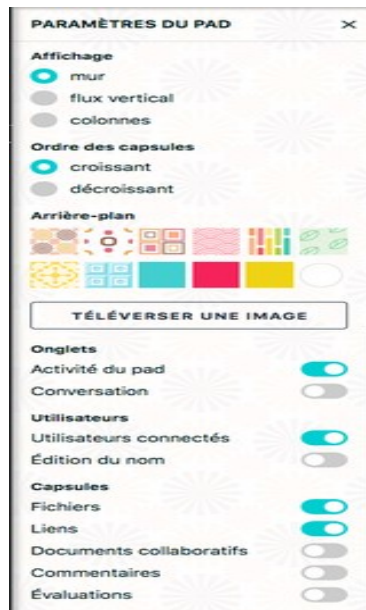 PARAMÈTRES DU PAD
Affichage
mur
flux vertical
colonnes
Ordre des capsules
croissant
décroissant
Arrière-plan
TÉLÉVERSER UNE IMAGE
Onglets
Activité du pad
Conversation
Utilisateurs
Utilisateurs connectés
Édition du nom
Capsules
Fichiers
Liens
Documents collaboratifs
Commentaires
Évaluations